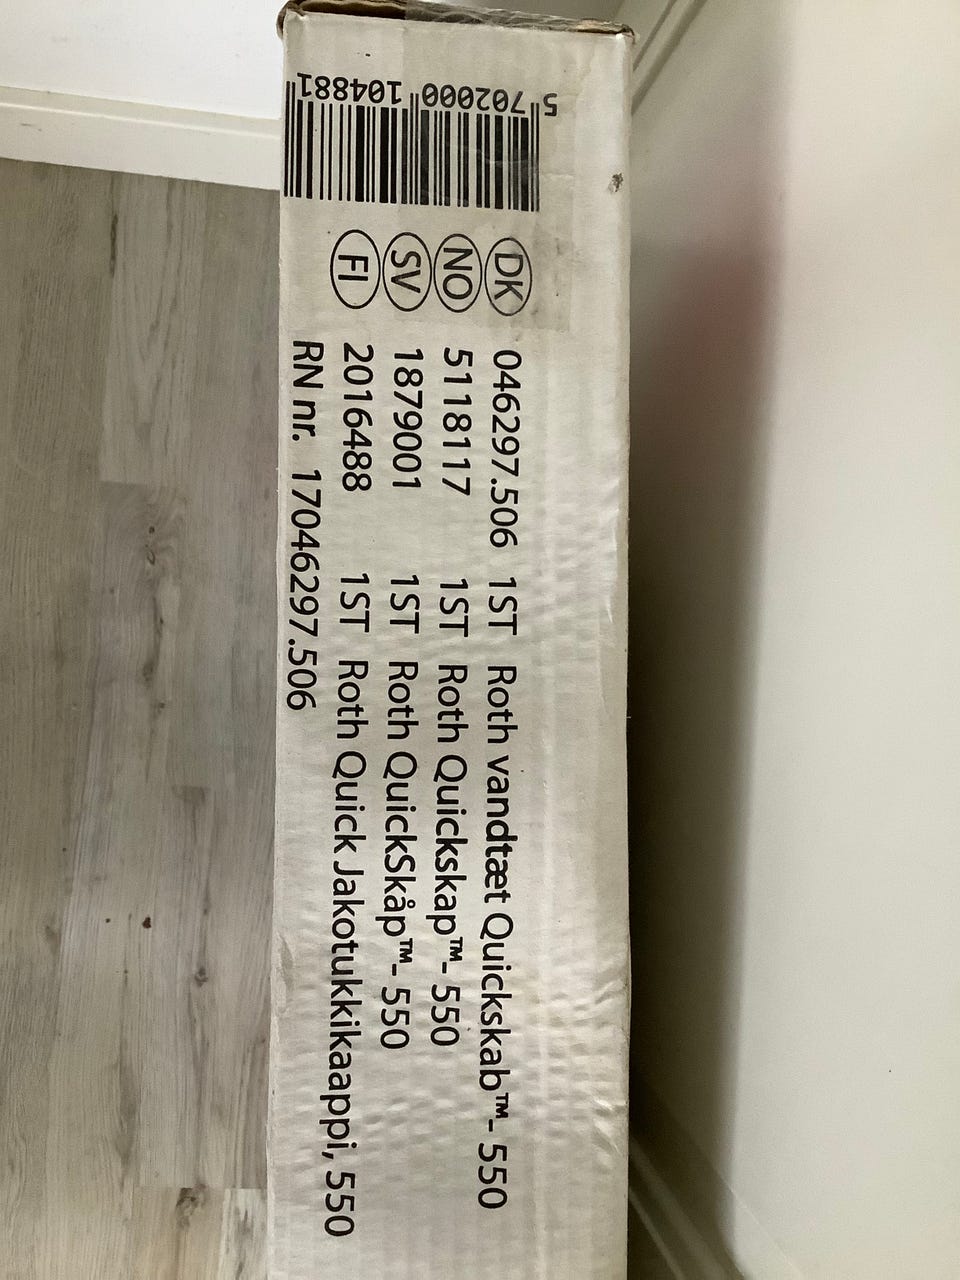 5 702000 104881
DK 046297.506 1ST Roth vandtæt Quickskab™- 550
NO 5118117 1ST Roth Quickskap™- 550
SV 1879001 1ST Roth QuickSkåp™- 550
FI 2016488 1ST Roth Quick Jakotukkikaappi, 550
RN nr. 17046297.506